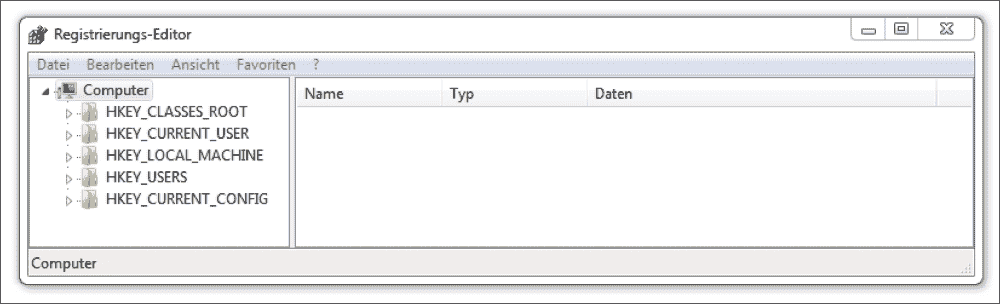 Registrierungs-Editor
Datei Bearbeiten Ansicht Favoriten ?
Computer
HKEY_CLASSES_ROOT
HKEY_CURRENT_USER
HKEY_LOCAL_MACHINE
HKEY_USERS
HKEY_CURRENT_CONFIG
Name Typ Daten
Computer